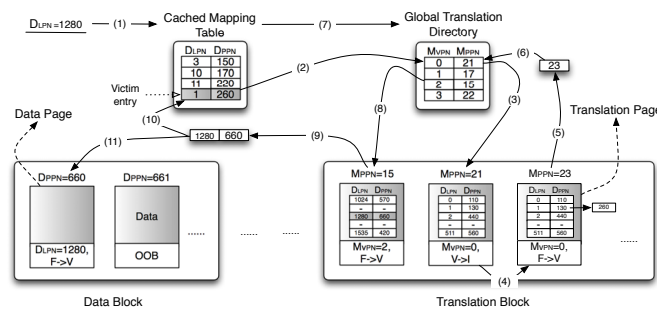 DLPN=1280
(1)
Cached Mapping
Table
(7)
Global Translation
Directory
DLPN DPPN
3 150
10 170
11 220
1 260
Victim
entry
(2)
MVPN MPPN
0 21
1 17
2 15
3 22
(6)
23
(3)
(8)
(10)
Data Page
Translation Page
(5)
(11)
1280 660
(9)
DPPN=660
DPPN=661
MPPN=15
MPPN=21
MPPN=23
DLPN DPPN
1024 570
- -
1280 660
- -
1535 420
DLPN DPPN
0 110
1 130
2 440
- -
511 560
DLPN DPPN
0 110
1 130
2 440
- -
511 560
260
Data
......
......
......
......
DLPN=1280,
F->V
OOB
MVPN=2,
F->V
MVPN=0,
V->I
MVPN=0,
F->V
(4)
Data Block
Translation Block